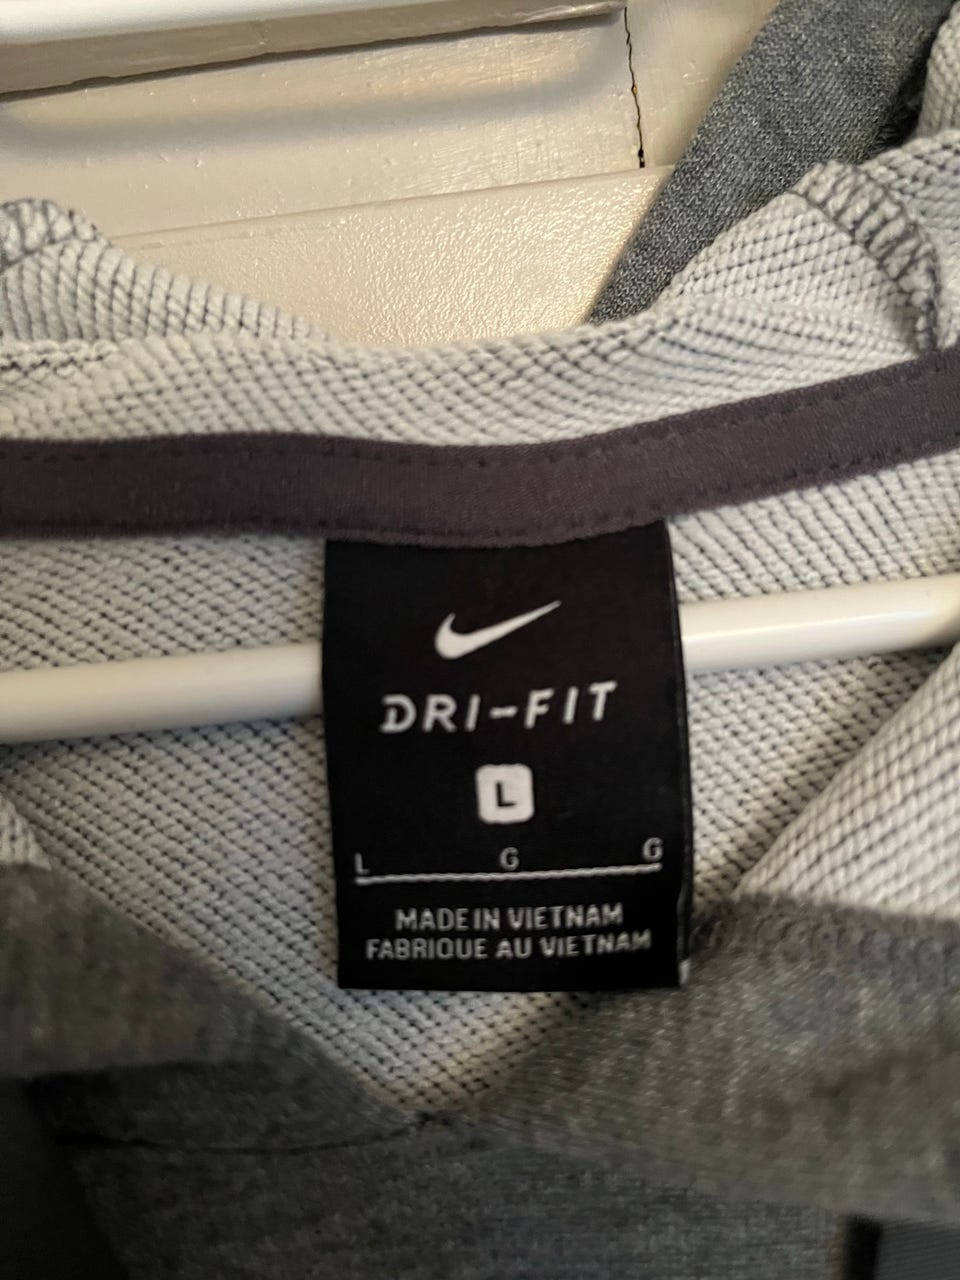 DRI-FIT
L
L G G
MADE IN VIETNAM
FABRIQUE AU VIETNAM